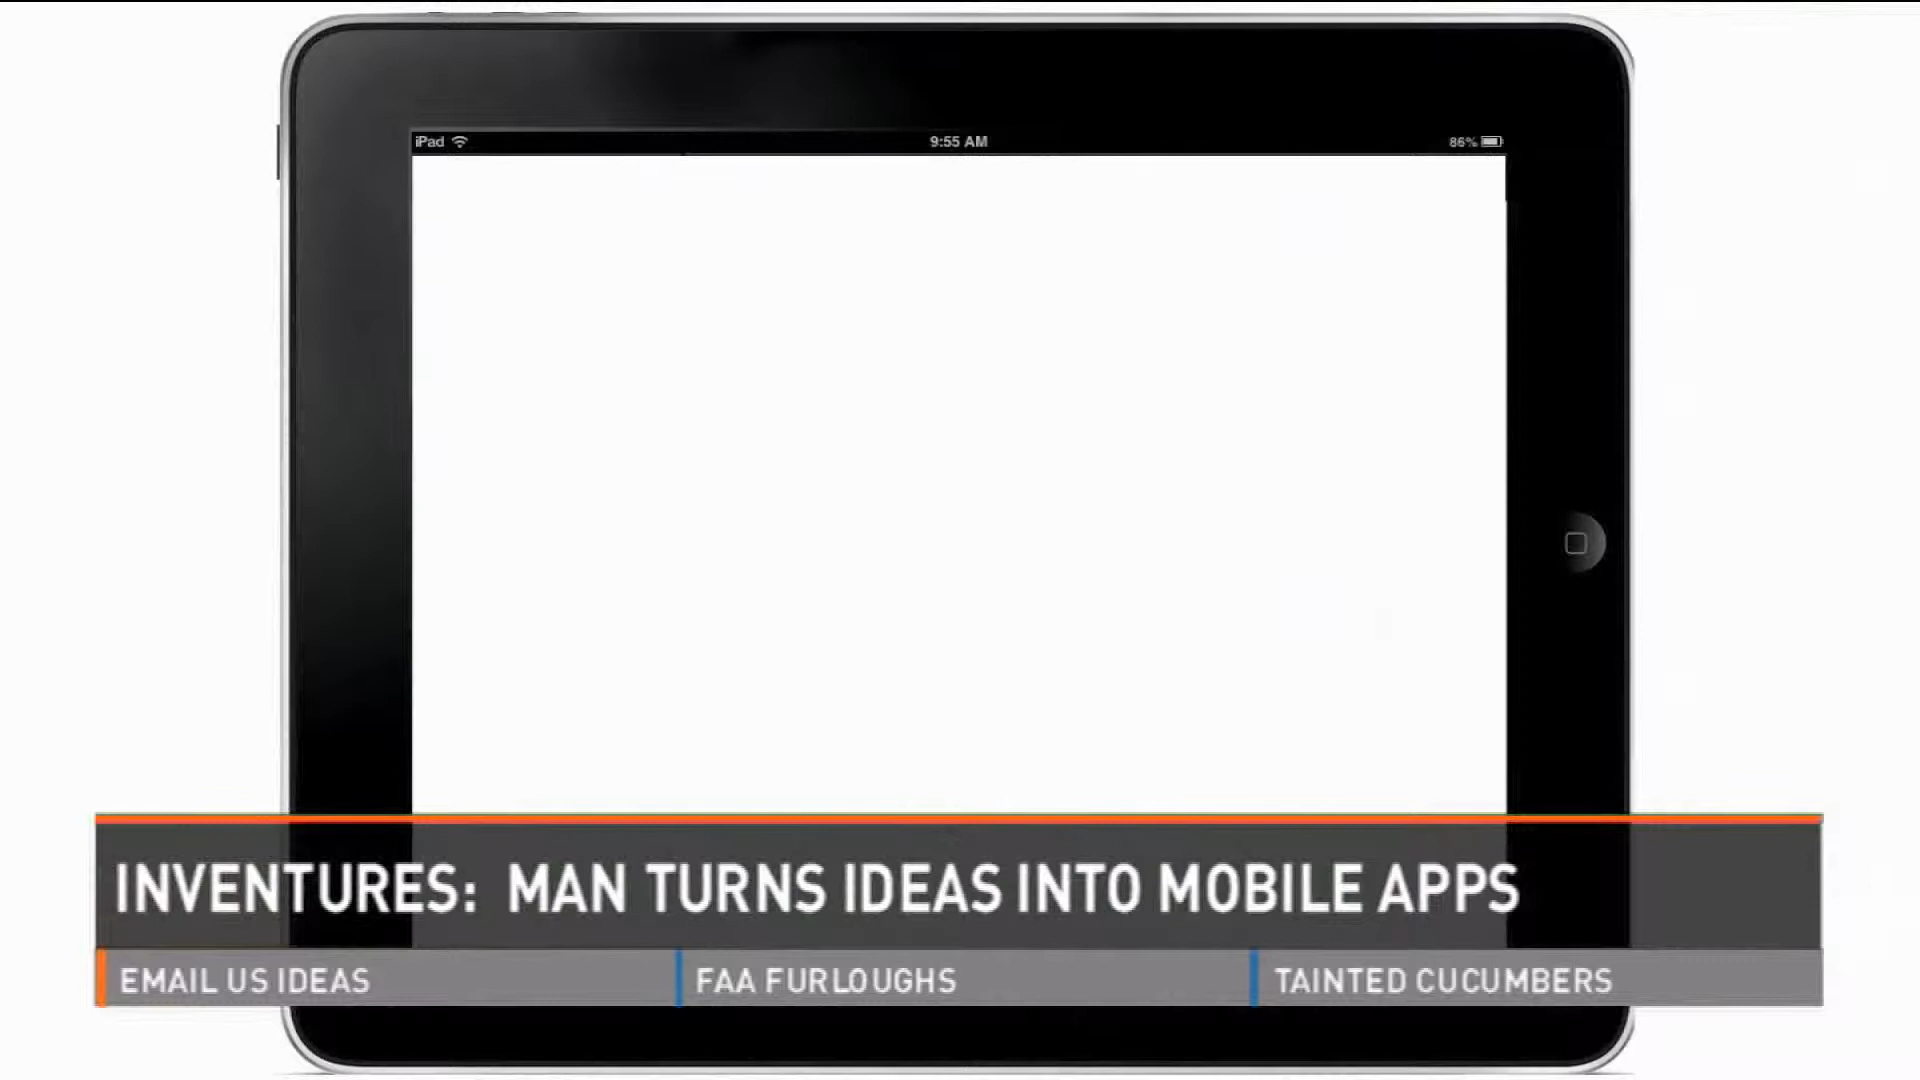 iPad 9:55 AM 86%
INVENTURES: MAN TURNS IDEAS INTO MOBILE APPS
EMAIL US IDEAS FAA FURLOUGHS TAINTED CUCUMBERS